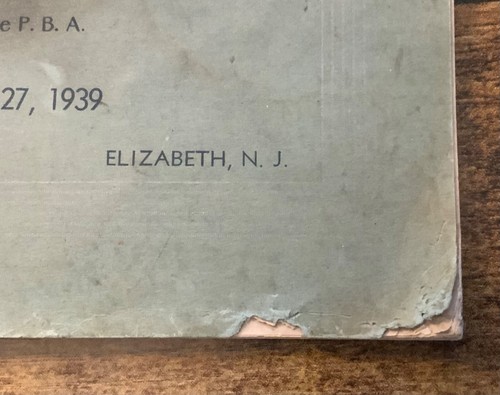 e P. B. A.
27, 1939
ELIZABETH, N. J.